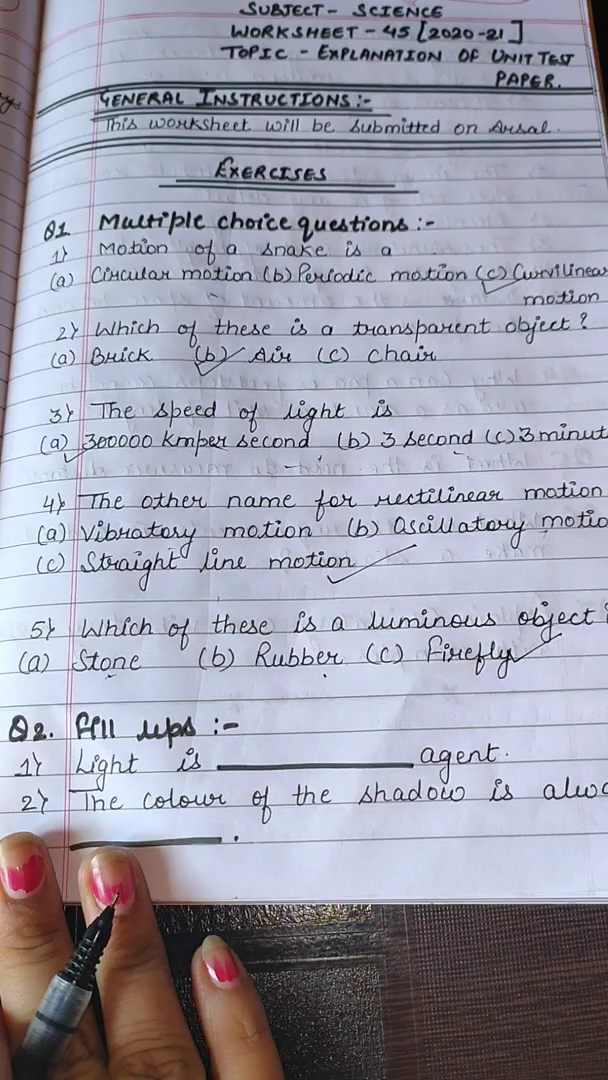 SUBJECT- SCIENCE
WORKSHEET - 45 [2020-21]
TOPIC - EXPLANATION OF UNIT TEST
PAPER.
GENERAL INSTRUCTIONS:-
This worksheet will be submitted on Aarsal.
EXERCISES
Q1 Multiple choice questions :-
1) Motion of a snake is a
(a) Circular motion (b) Periodic motion (c) Curvilinear
motion
2) Which of these is a transparent object?
(a) Brick (b) Air (c) chair
3) The speed of light is
(a) 300000 kmper second (b) 3 second (c) 3 minut
4) The other name for rectilinear motion
(a) Vibratory motion (b) Oscillatory motio
(c) Straight line motion
5) Which of these is a luminous object?
(a) Stone (b) Rubber (c) Firefly
Q2. Fill ups :-
1) Light is ________ agent.
2) The colour of the shadow is alwa
________ .